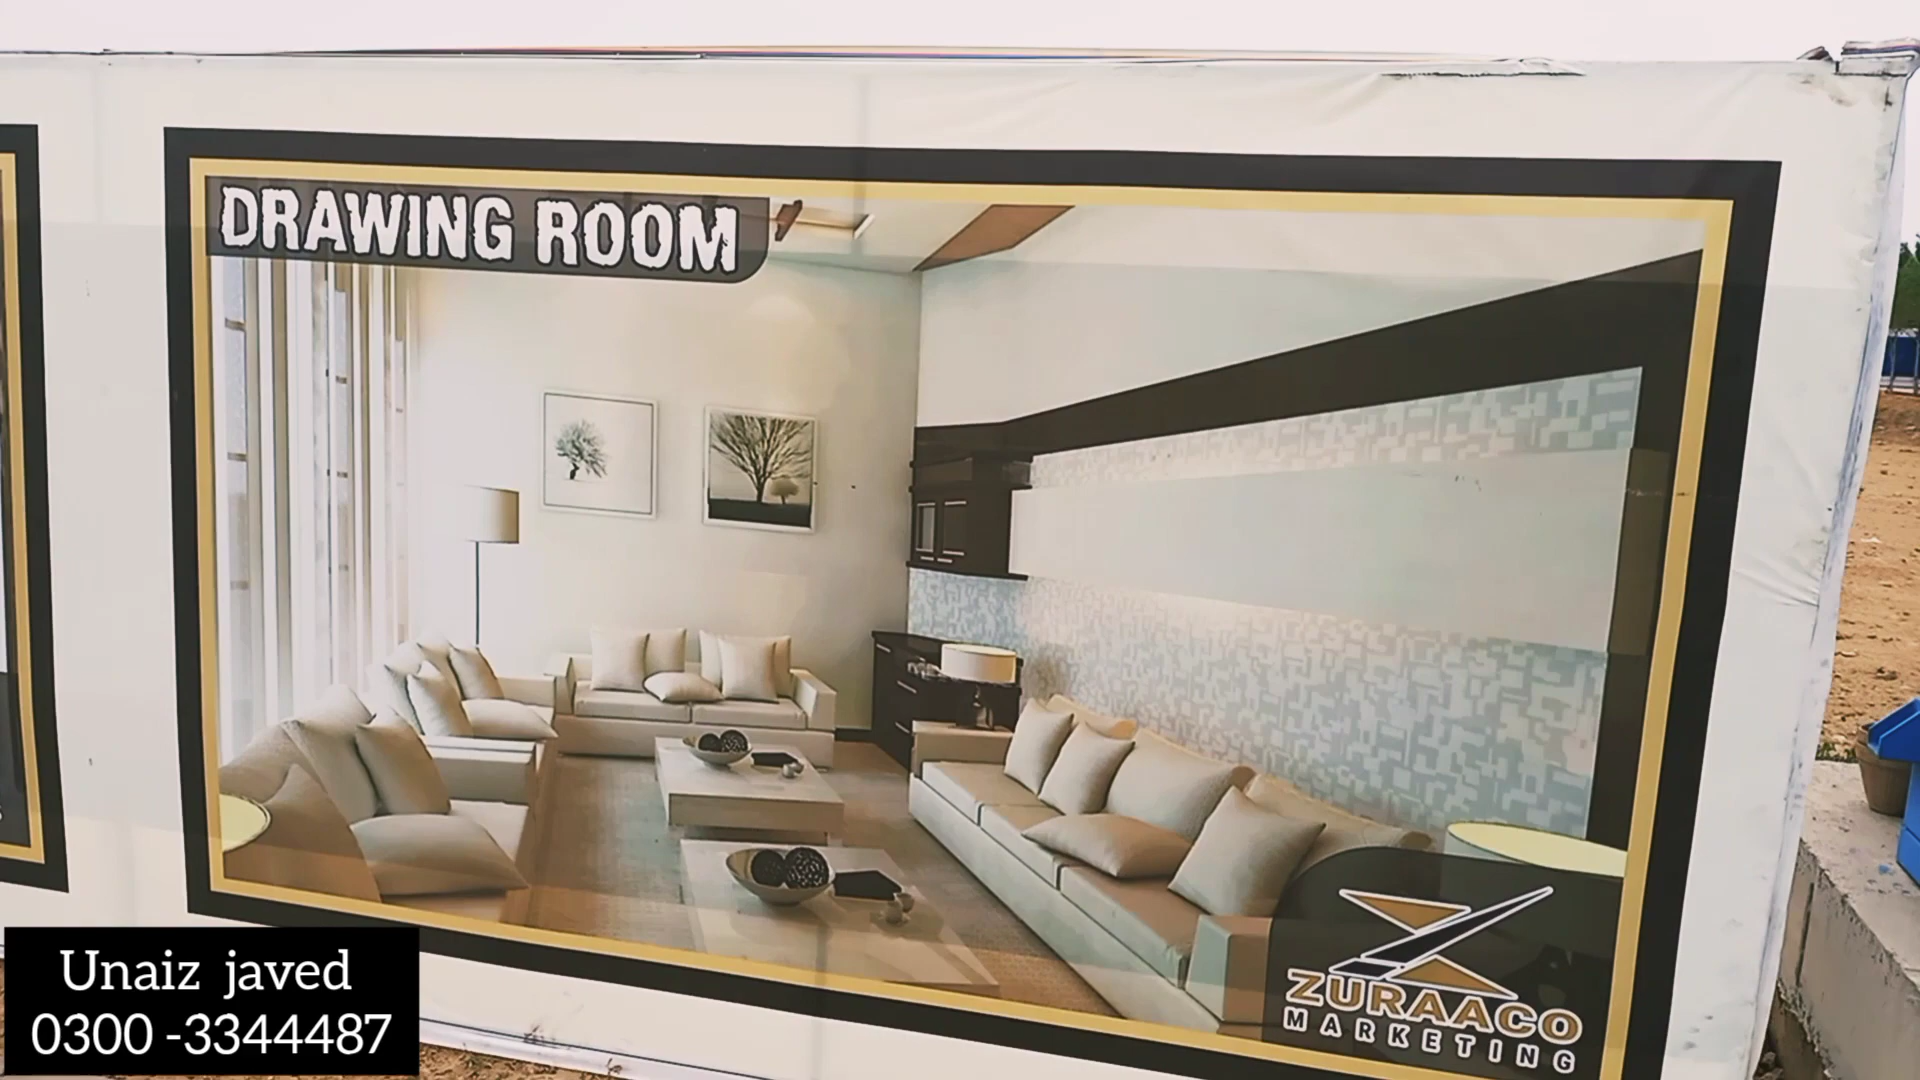 DRAWING ROOM
ZURAACO
MARKETING
Unaiz javed
0300 -3344487